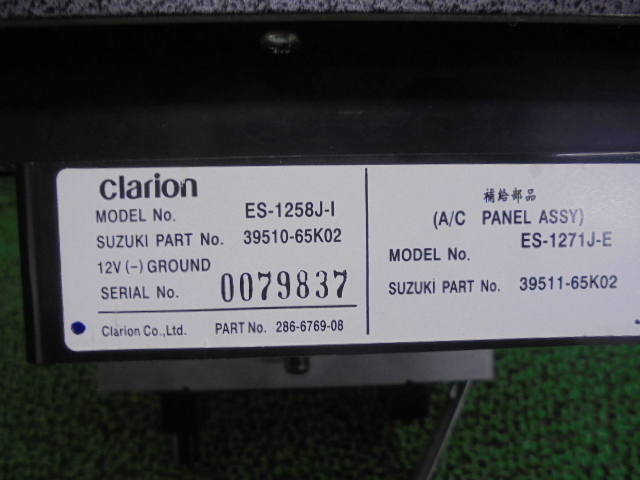 clarion
MODEL No. ES-1258J-I
SUZUKI PART No. 39510-65K02
12V (–) GROUND
SERIAL No. 0079837
Clarion Co.,Ltd. PART No. 286-6769-08
補給部品
(A/C PANEL ASSY)
MODEL No. ES-1271J-E
SUZUKI PART No. 39511-65K02